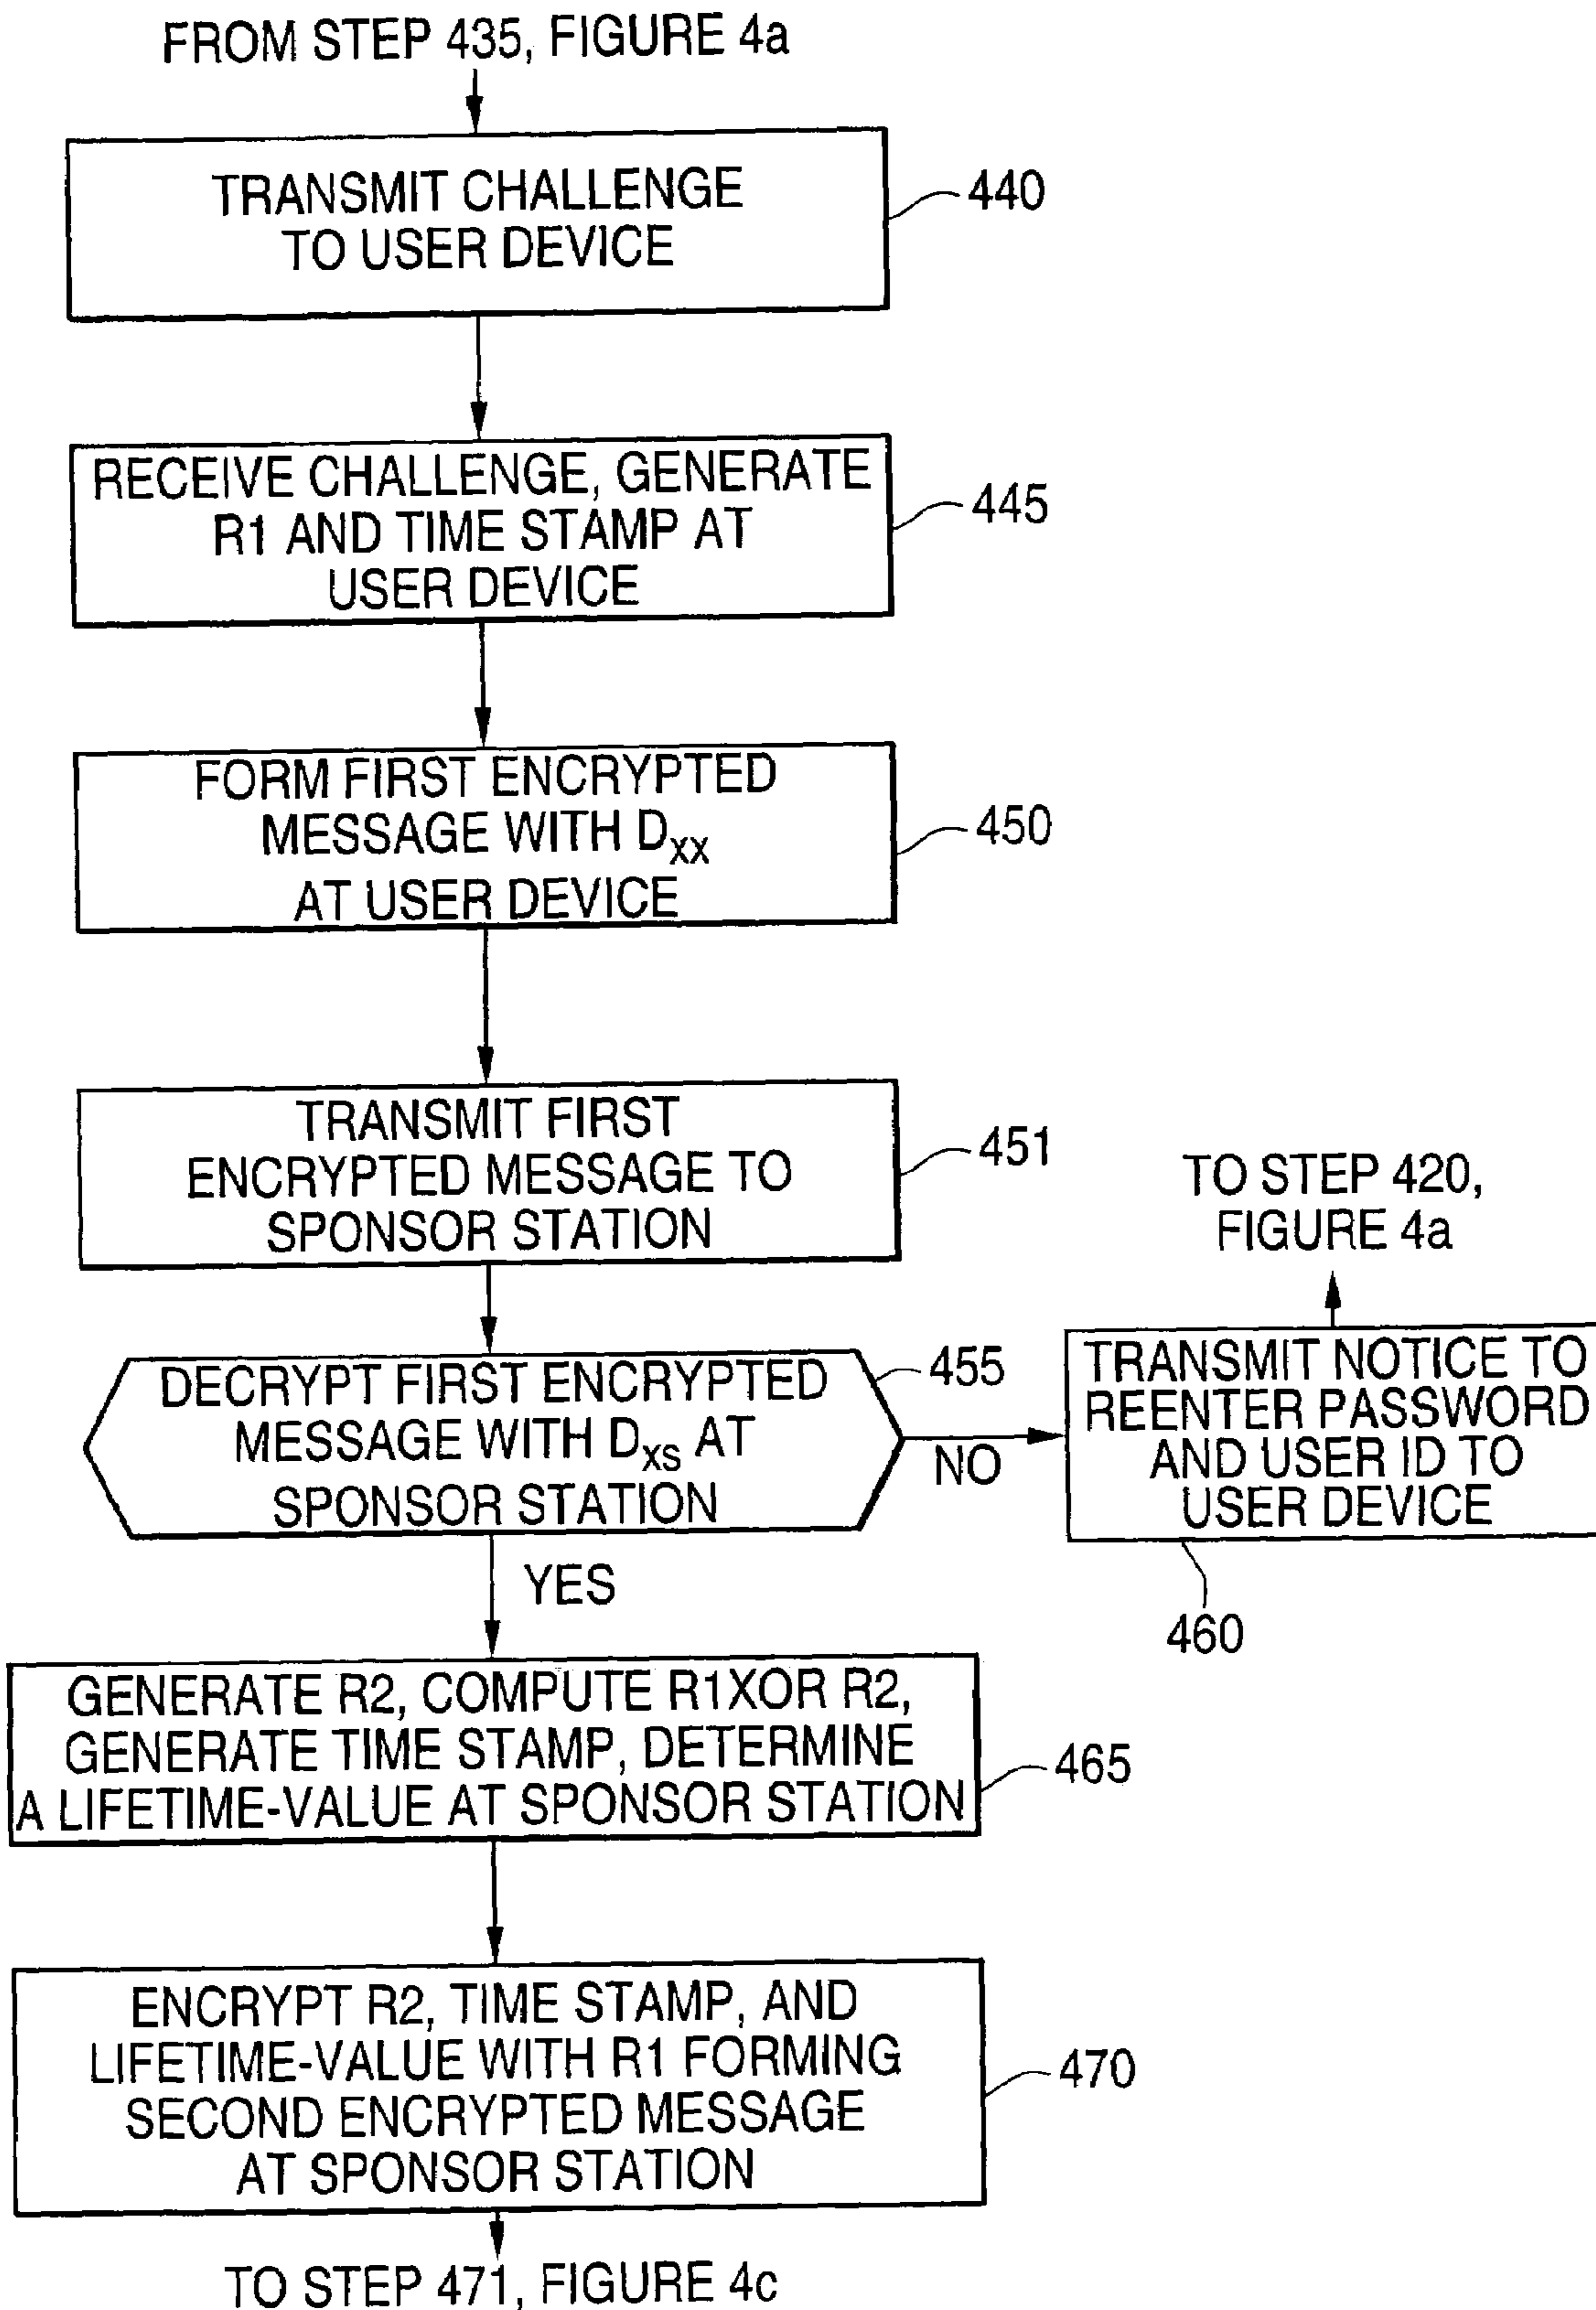 FROM STEP 435, FIGURE 4a
TRANSMIT CHALLENGE
TO USER DEVICE
440
RECEIVE CHALLENGE, GENERATE
R1 AND TIME STAMP AT
USER DEVICE
445
FORM FIRST ENCRYPTED
MESSAGE WITH Dxx
AT USER DEVICE
450
TRANSMIT FIRST
ENCRYPTED MESSAGE TO
SPONSOR STATION
451
TO STEP 420,
FIGURE 4a
DECRYPT FIRST ENCRYPTED
MESSAGE WITH Dxs AT
SPONSOR STATION
455
NO
TRANSMIT NOTICE TO
REENTER PASSWORD
AND USER ID TO
USER DEVICE
460
YES
GENERATE R2, COMPUTE R1XOR R2,
GENERATE TIME STAMP, DETERMINE
A LIFETIME-VALUE AT SPONSOR STATION
465
ENCRYPT R2, TIME STAMP, AND
LIFETIME-VALUE WITH R1 FORMING
SECOND ENCRYPTED MESSAGE
AT SPONSOR STATION
470
TO STEP 471, FIGURE 4c